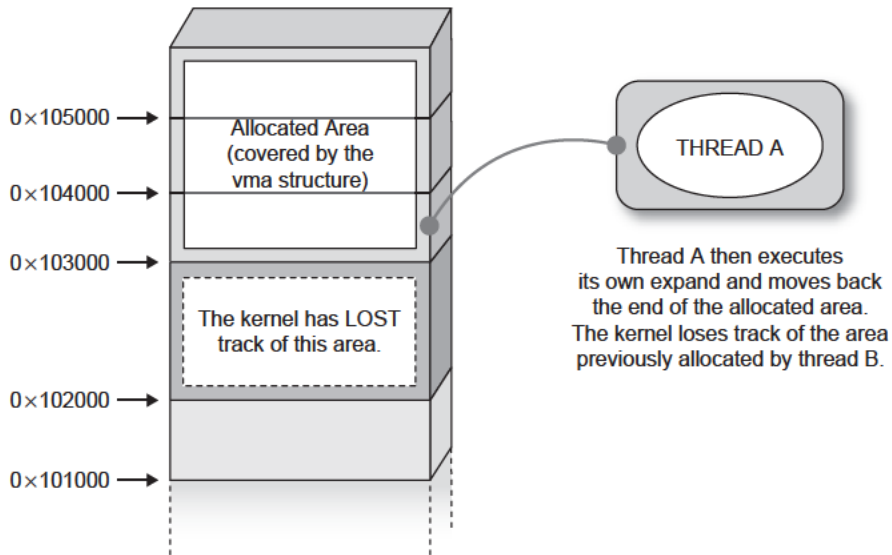 0×105000
Allocated Area
(covered by the
vma structure)
0×104000
0×103000
The kernel has LOST
track of this area.
0×102000
0×101000
THREAD A
Thread A then executes
its own expand and moves back
the end of the allocated area.
The kernel loses track of the area
previously allocated by thread B.